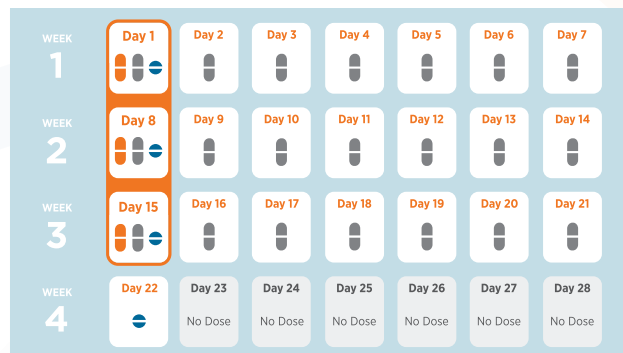 WEEK
1
Day 1
Day 2
Day 3
Day 4
Day 5
Day 6
Day 7
WEEK
2
Day 8
Day 9
Day 10
Day 11
Day 12
Day 13
Day 14
WEEK
3
Day 15
Day 16
Day 17
Day 18
Day 19
Day 20
Day 21
WEEK
4
Day 22
Day 23
No Dose
Day 24
No Dose
Day 25
No Dose
Day 26
No Dose
Day 27
No Dose
Day 28
No Dose